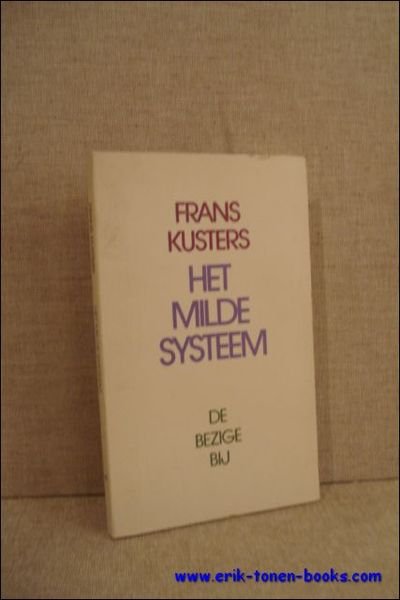 FRANS
KUSTERS
HET
MILDE
SYSTEEM
DE
BEZIGE
BIJ
www.erik-tonen-books.com